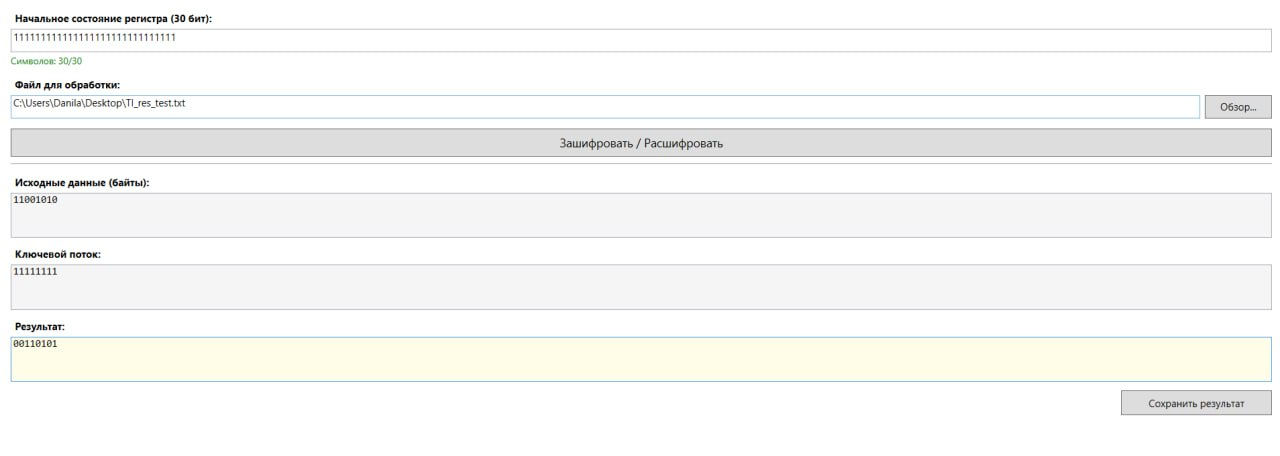 Начальное состояние регистра (30 бит):
111111111111111111111111111111
Символов: 30/30
Файл для обработки:
C:\Users\Danila\Desktop\TI_res_test.txt
Обзор...
Зашифровать / Расшифровать
Исходные данные (байты):
11001010
Ключевой поток:
11111111
Результат:
00110101
Сохранить результат